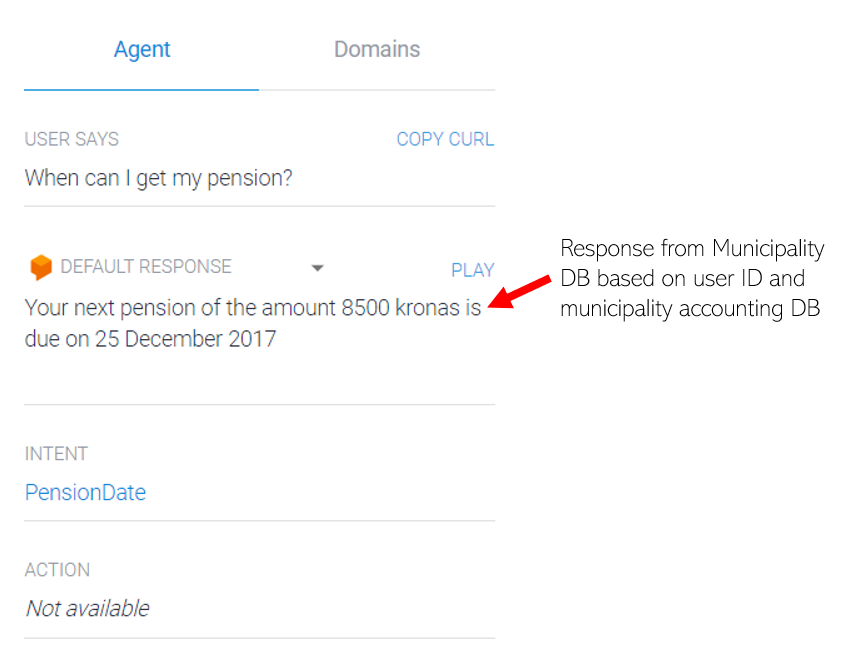 Agent
Domains
USER SAYS
COPY CURL
When can I get my pension?
DEFAULT RESPONSE
PLAY
Your next pension of the amount 8500 kronas is
due on 25 December 2017
Response from Municipality
DB based on user ID and
municipality accounting DB
INTENT
PensionDate
ACTION
Not available